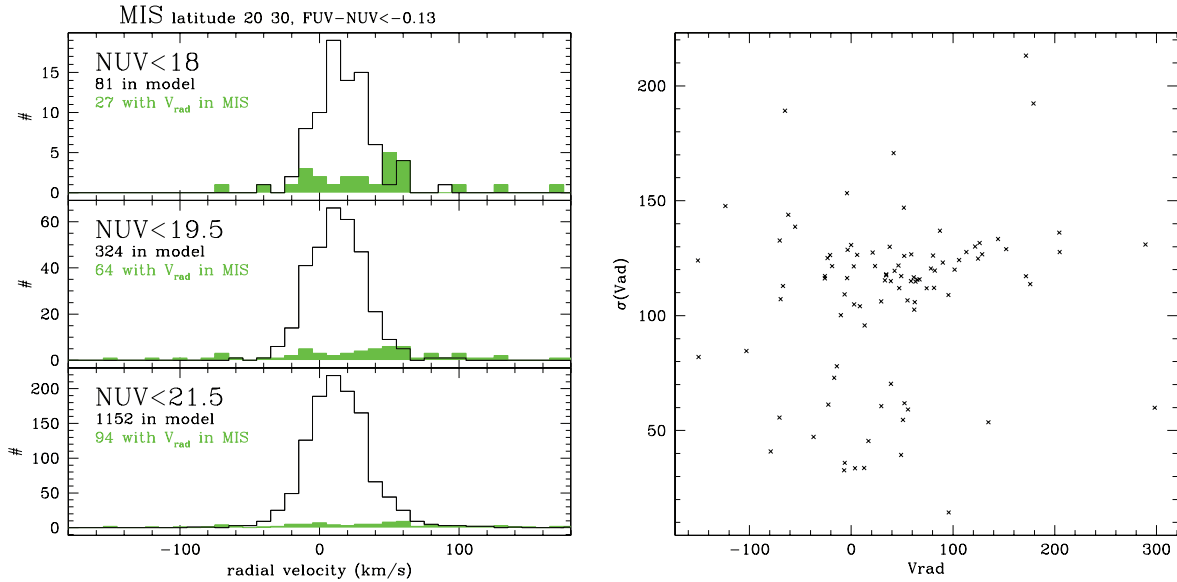 MIS latitude 20 30, FUV−NUV<−0.13
NUV<18
81 in model
27 with Vrad in MIS
15
10
5
0
#
NUV<19.5
324 in model
64 with Vrad in MIS
60
40
20
0
#
NUV<21.5
1152 in model
94 with Vrad in MIS
200
150
100
50
0
#
−100 0 100
radial velocity (km/s)
200
150
100
50
σ(Vad)
−100 0 100 200 300
Vrad